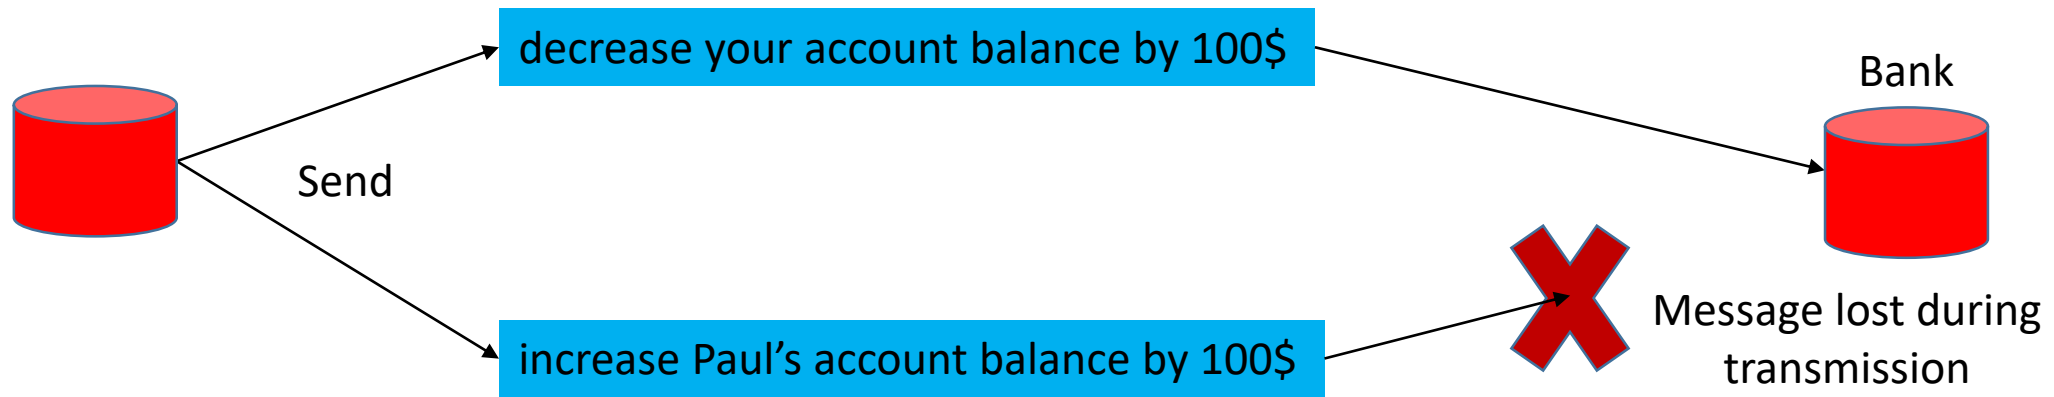 decrease your account balance by 100$
Bank
Send
increase Paul’s account balance by 100$
Message lost during
transmission